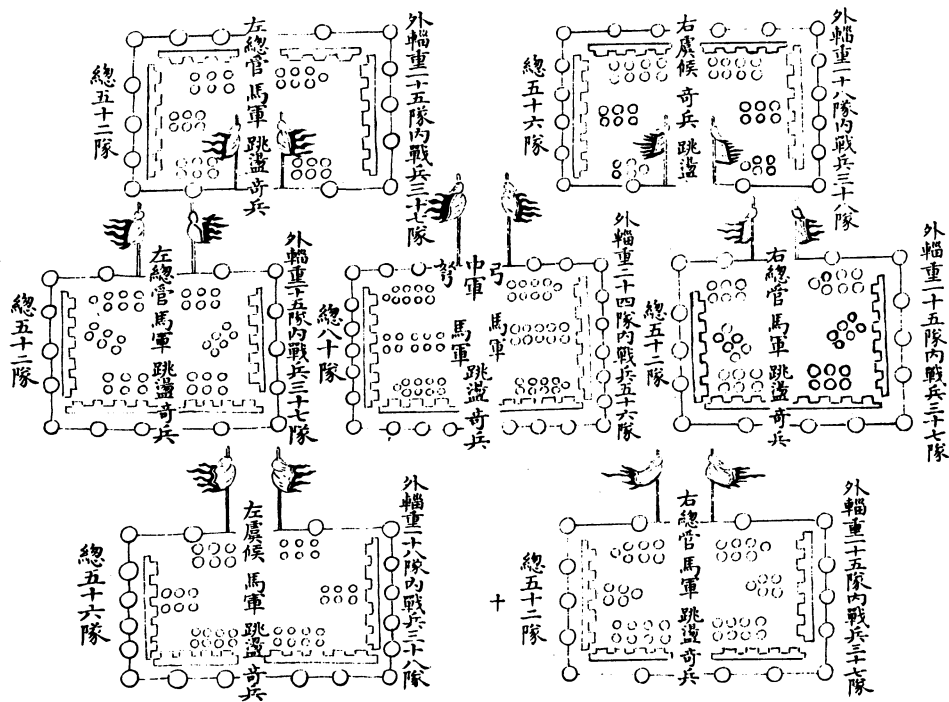 外輜重一十八隊內戰兵三十八隊
右虞候 奇兵 跳盪
總五十六隊
外輜重一十五隊內戰兵三十七隊
左總管 馬軍 跳盪奇兵
總五十二隊
外輜重一十五隊內戰兵三十七隊
右總管 馬軍 跳盪奇兵
總五十二隊
外輜重二十四隊內戰兵五十六隊
弓 馬軍
中軍 跳盪奇兵
弩 馬軍
總八十隊
外輜重一十五隊內戰兵三十七隊
左總管 馬軍 跳盪奇兵
總五十二隊
外輜重一十五隊內戰兵三十七隊
右總管 馬軍 跳盪奇兵
總五十二隊
十
外輜重一十八隊內戰兵三十八隊
左虞候 馬軍 跳盪奇兵
總五十六隊